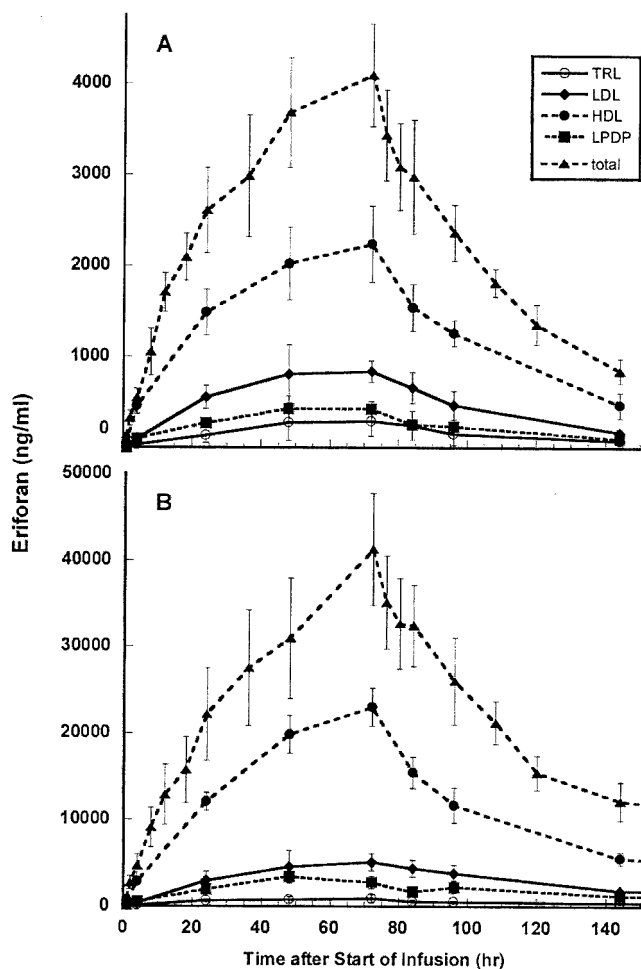 A
4000
3000
2000
1000
0
TRL
LDL
HDL
LPDP
total
Eriforan (ng/ml)
B
50000
40000
30000
20000
10000
0
0 20 40 60 80 100 120 140
Time after Start of Infusion (hr)